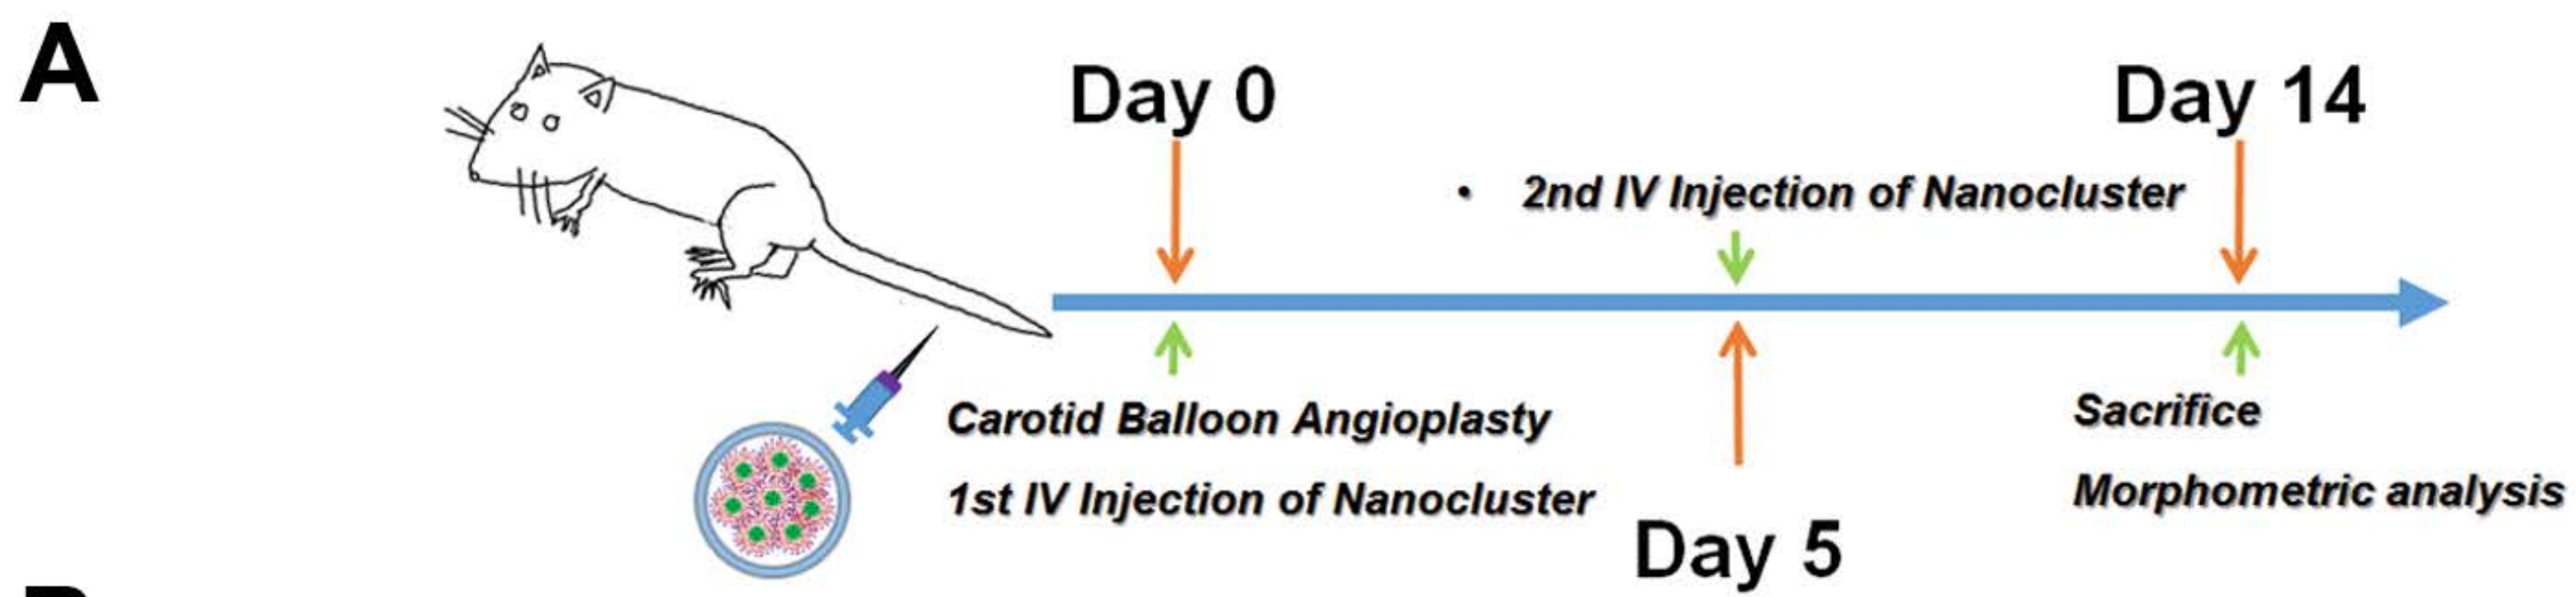 A
Day 0
Day 14
• 2nd IV Injection of Nanocluster
Carotid Balloon Angioplasty
1st IV Injection of Nanocluster
Day 5
Sacrifice
Morphometric analysis